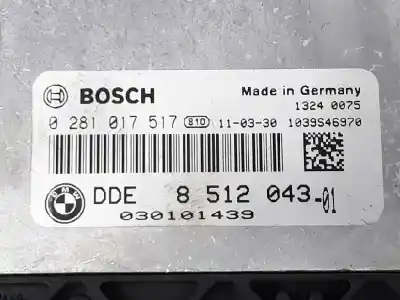 BOSCH
Made in Germany
1324 0075
0 281 017 517 810 11-03-30 1039S46970
BMW
DDE 8 512 043-01
030101439